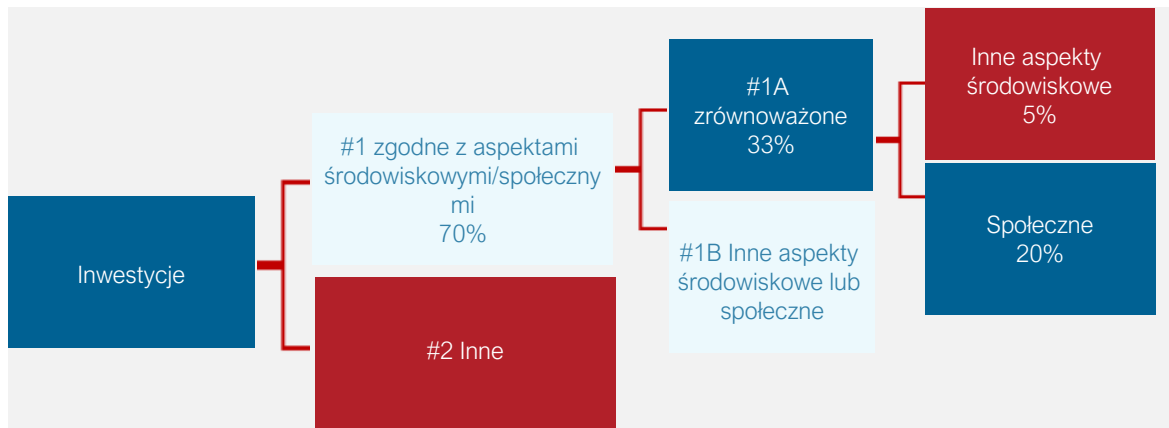 Inwestycje
#1 zgodne z aspektami
środowiskowymi/społeczny
mi
70%
#2 Inne
#1A
zrównoważone
33%
#1B Inne aspekty
środowiskowe lub
społeczne
Inne aspekty
środowiskowe
5%
Społeczne
20%